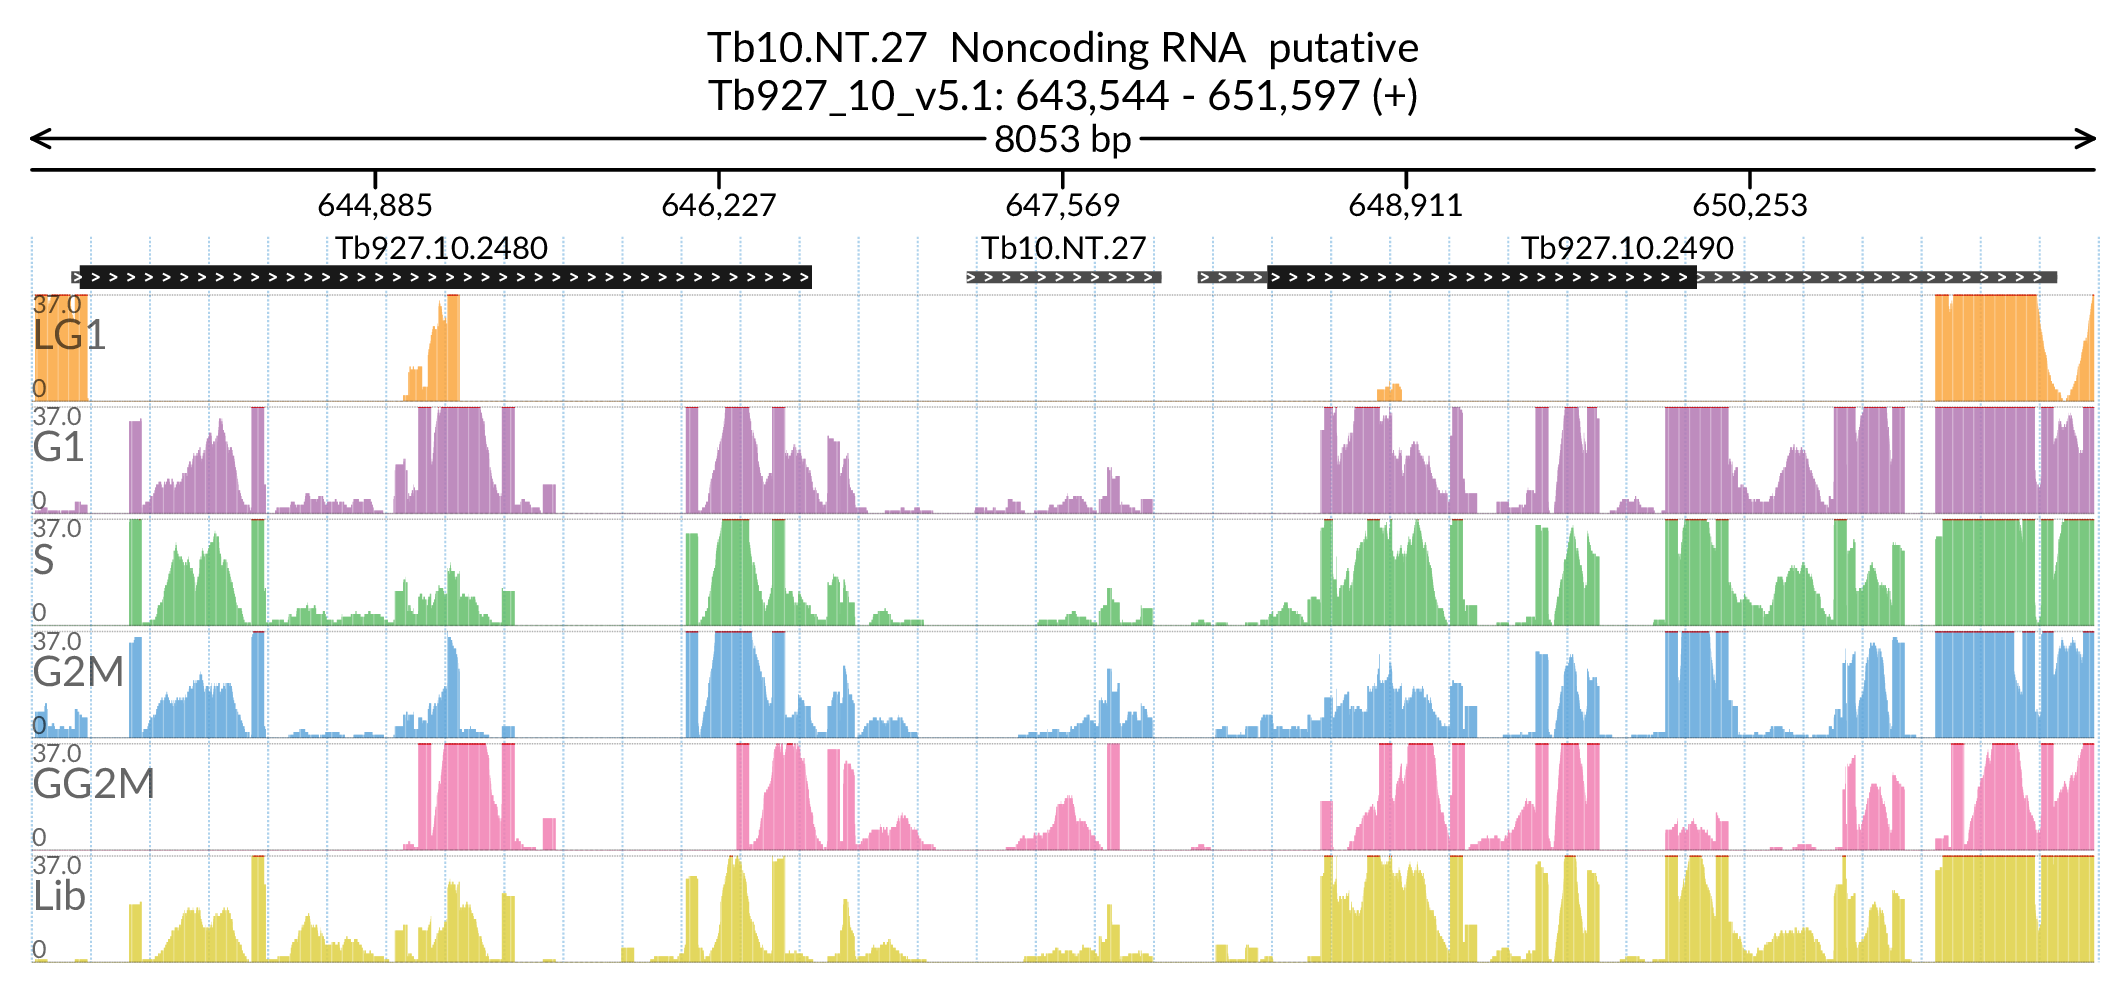 Tb10.NT.27 Noncoding RNA putative
Tb927_10_v5.1: 643,544 - 651,597 (+)
8053 bp
644,885 646,227 647,569 648,911 650,253
Tb927.10.2480 Tb10.NT.27 Tb927.10.2490
37.0
LG1
0
37.0
G1
0
37.0
S
0
37.0
G2M
0
37.0
GG2M
0
37.0
Lib
0